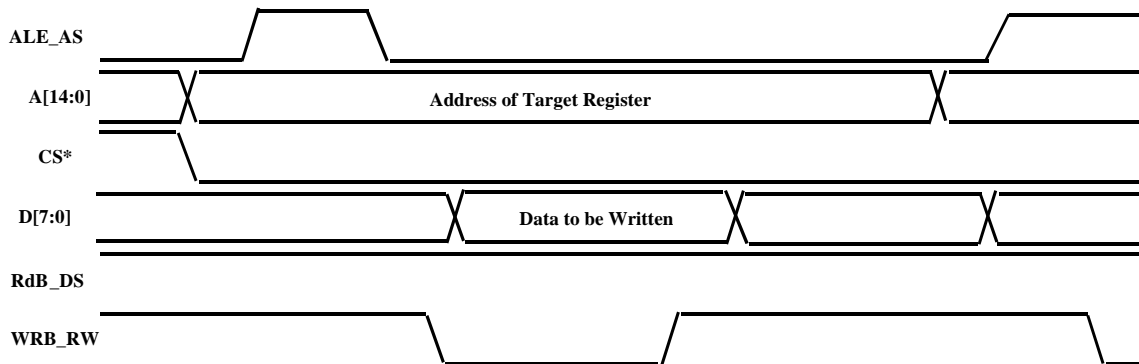 ALE_AS
A[14:0]
Address of Target Register
CS*
D[7:0]
Data to be Written
RdB_DS
WRB_RW